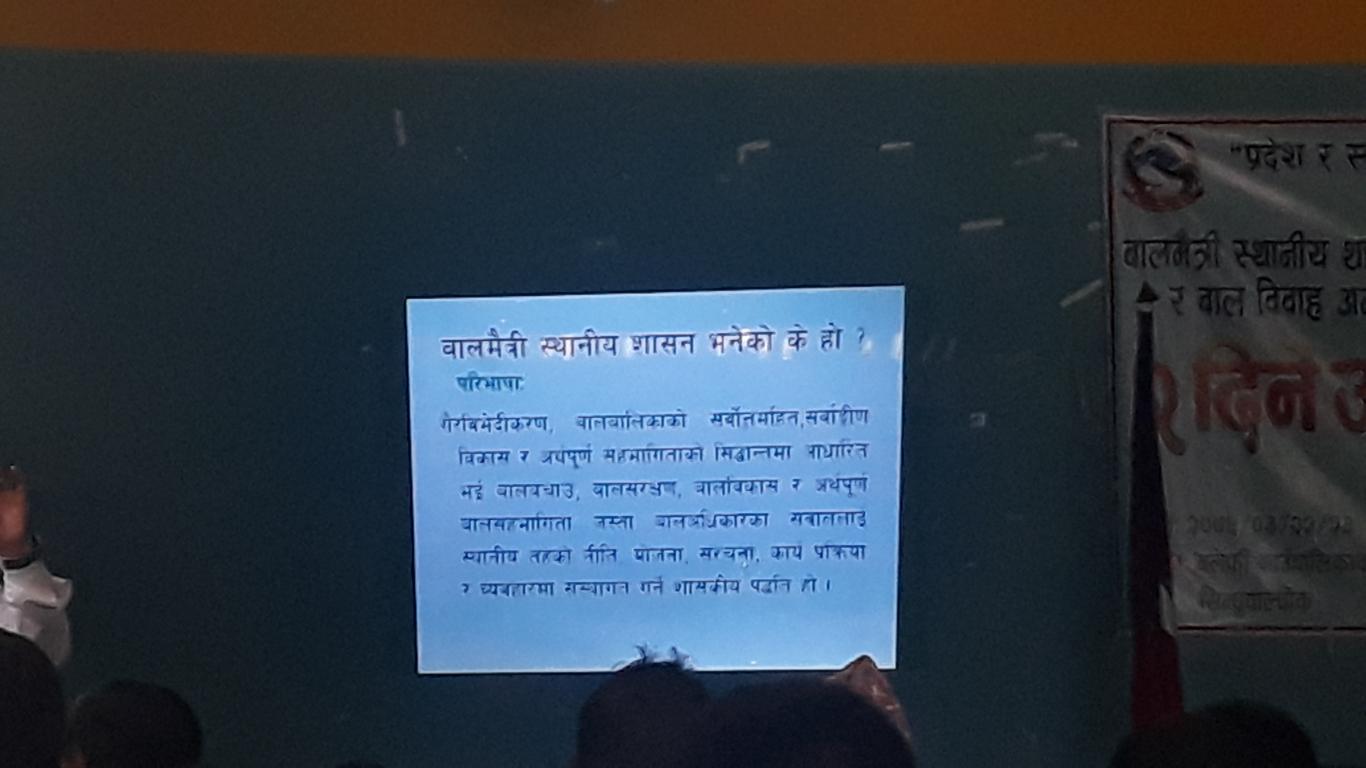 बालमैत्री स्थानीय शासन भनेको के हो ?
परिभाषा:
गैरविभेदीकरण, बालबालिकाको सर्वोत्तमहित,सर्वाङ्गीण
विकास र अर्थपूर्ण सहभागिताको सिद्धान्तमा आधारित
भई बालबचाउ, बालसंरक्षण, बालविकास र अर्थपूर्ण
बालसहभागिता जस्ता बालअधिकारका सवाललाई
स्थानीय तहको नीति, योजना, संरचना, कार्य प्रक्रिया
र व्यवहारमा संस्थागत गर्ने शासकीय पद्धति हो ।
"प्रदेश र स
बालमैत्री स्थानीय शा
र बाल विवाह अ
२ दिने
सिन्धुपाल्चोक